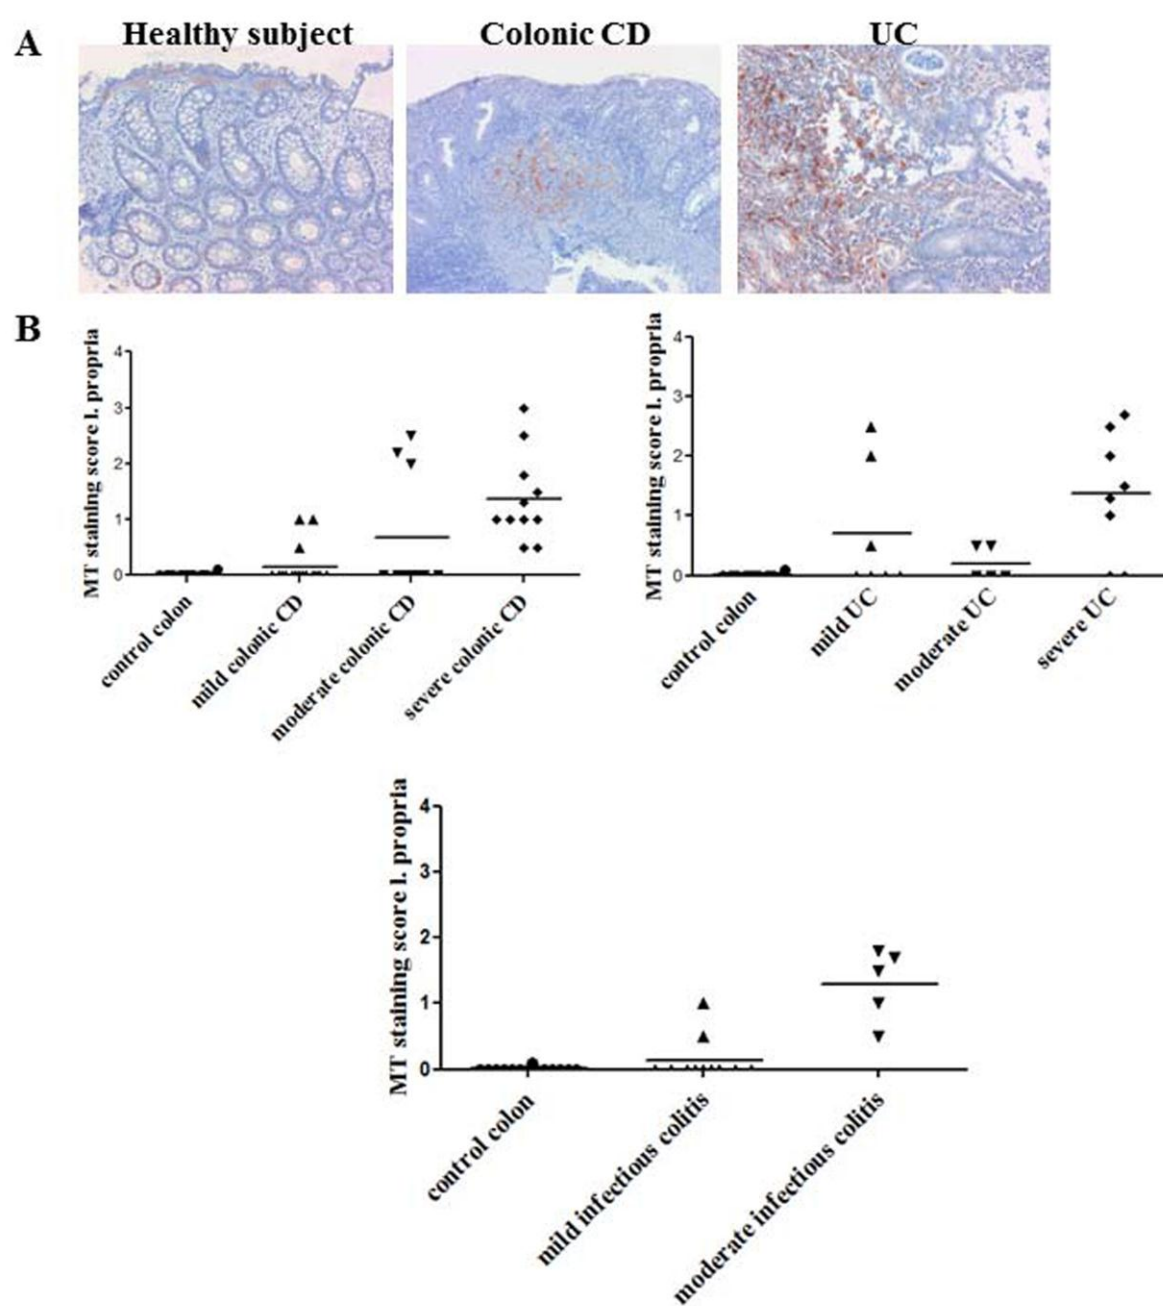 A
Healthy subject
Colonic CD
UC
B
MT staining score l. propria
4
3
2
1
0
control colon
mild colonic CD
moderate colonic CD
severe colonic CD
MT staining score l. propria
4
3
2
1
0
control colon
mild UC
moderate UC
severe UC
MT staining score l. propria
4
3
2
1
0
control colon
mild infectious colitis
moderate infectious colitis